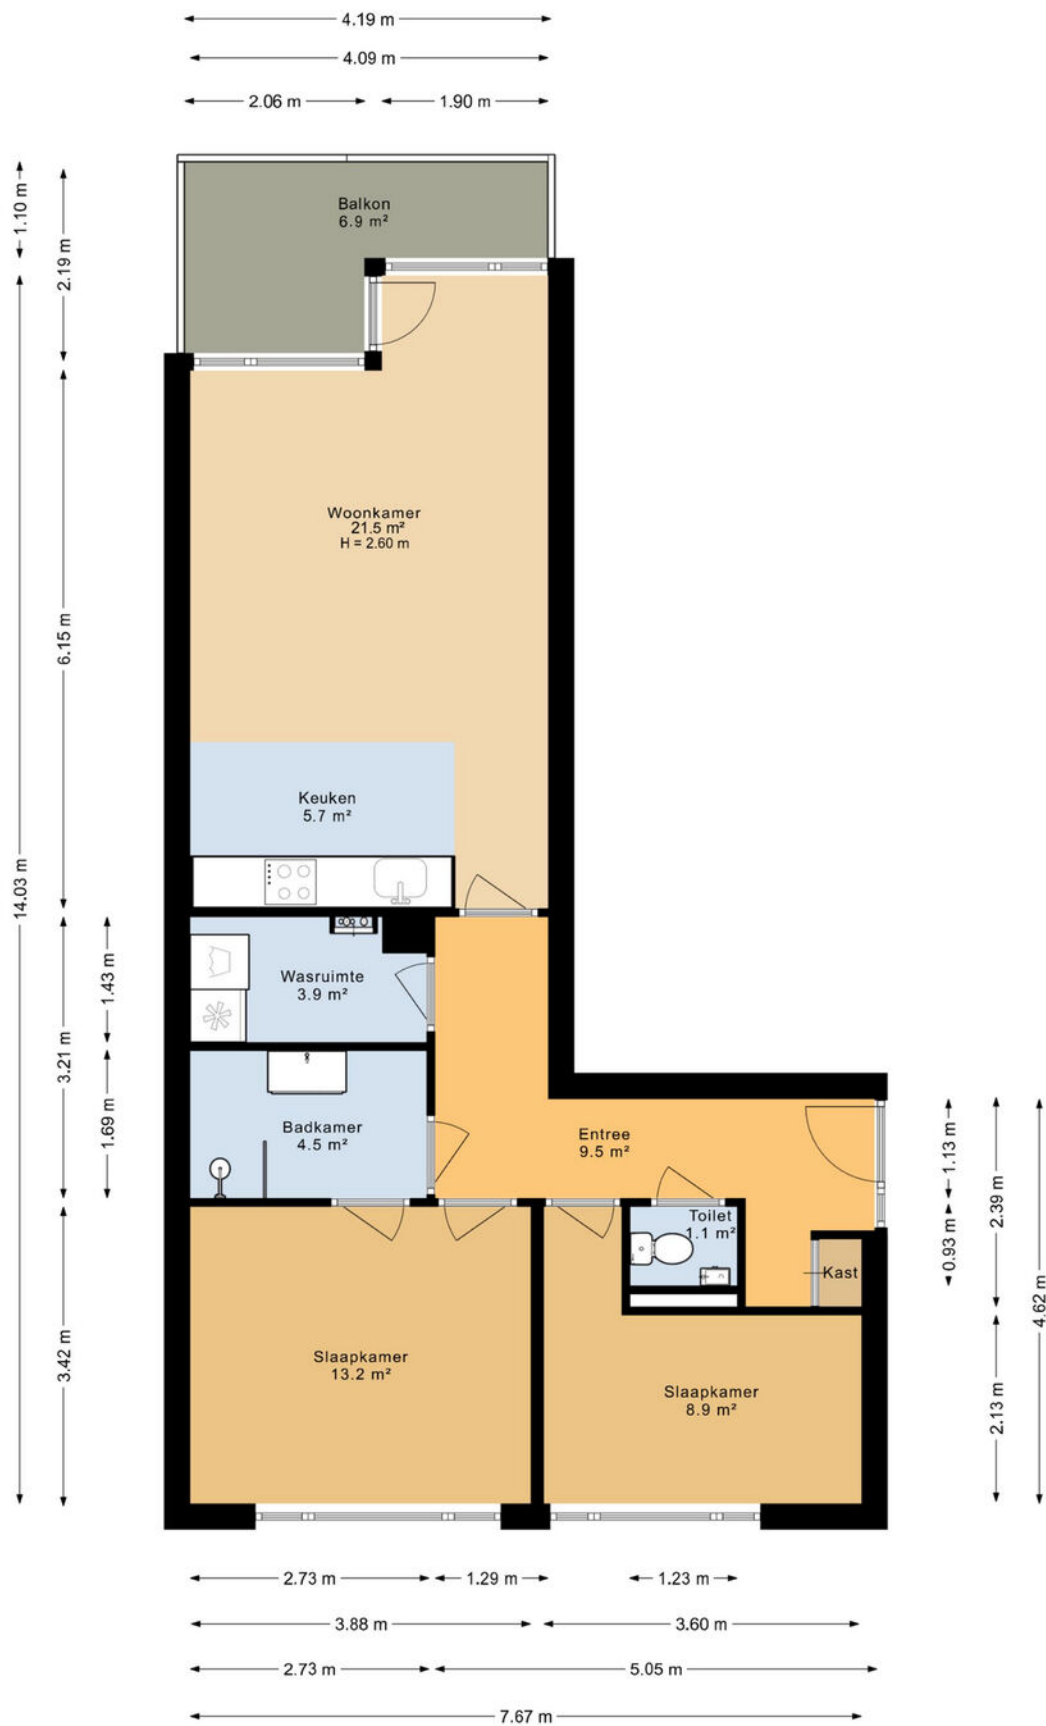 4.19 m
4.09 m
2.06 m
1.90 m
1.10 m
2.19 m
Balkon
6.9 m²
Woonkamer
21.5 m²
H = 2.60 m
6.15 m
Keuken
5.7 m²
14.03 m
1.43 m
Wasruimte
3.9 m²
3.21 m
1.69 m
Badkamer
4.5 m²
Entree
9.5 m²
1.13 m
2.39 m
0.93 m
Toilet
1.1 m²
Kast
4.62 m
3.42 m
Slaapkamer
13.2 m²
Slaapkamer
8.9 m²
2.13 m
2.73 m
1.29 m
1.23 m
3.88 m
3.60 m
2.73 m
5.05 m
7.67 m